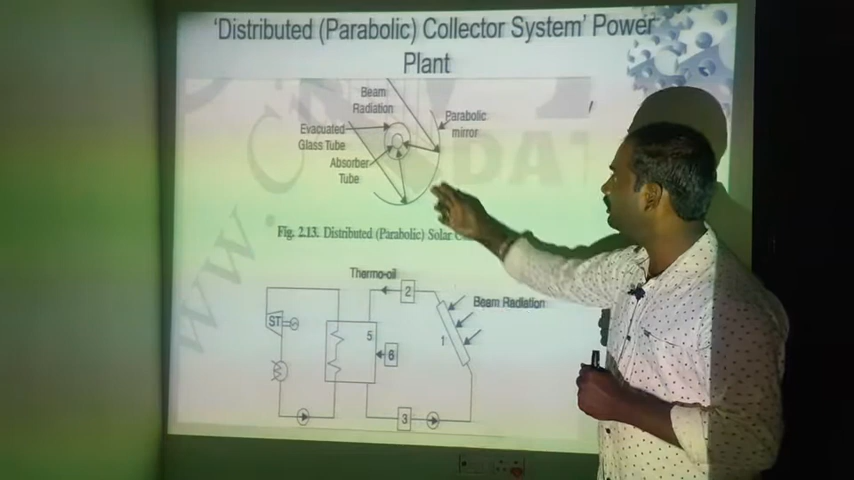 'Distributed (Parabolic) Collector System' Power
Plant
Beam
Radiation
Parabolic
mirror
Evacuated
Glass Tube
Absorber
Tube
Fig. 2.13. Distributed (Parabolic) Solar
Thermo-oil
2
Beam Radiation
ST
5
1
6
3
www.